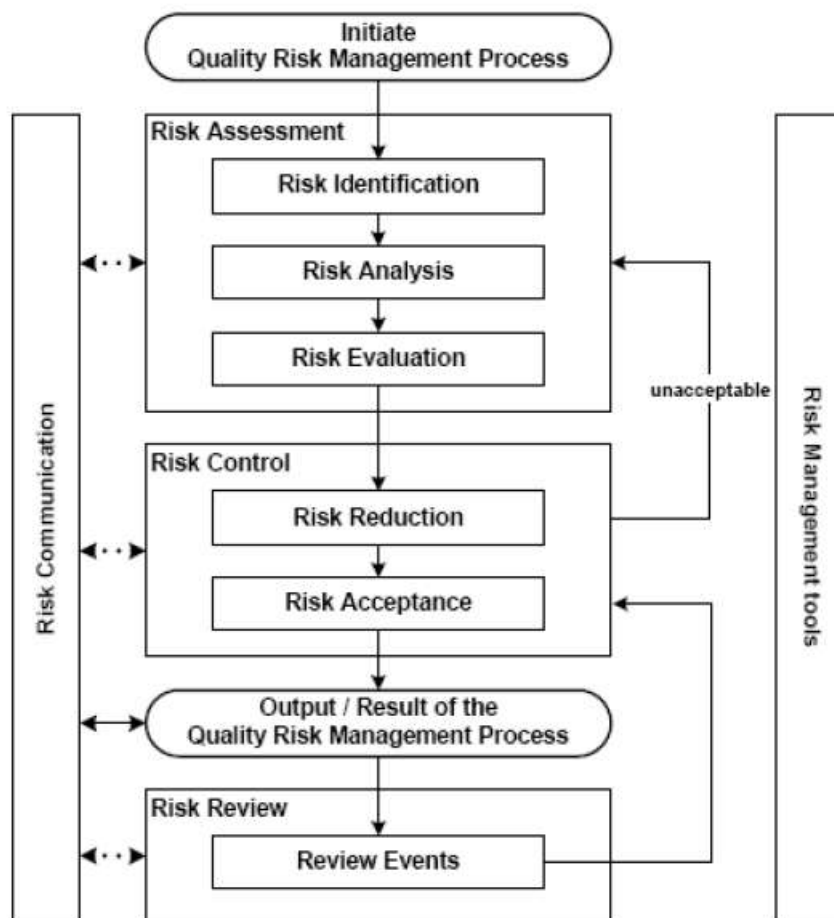 Initiate
Quality Risk Management Process
Risk Assessment
Risk Identification
Risk Analysis
Risk Evaluation
unacceptable
Risk Control
Risk Reduction
Risk Acceptance
Output / Result of the
Quality Risk Management Process
Risk Review
Review Events
Risk Communication
Risk Management tools